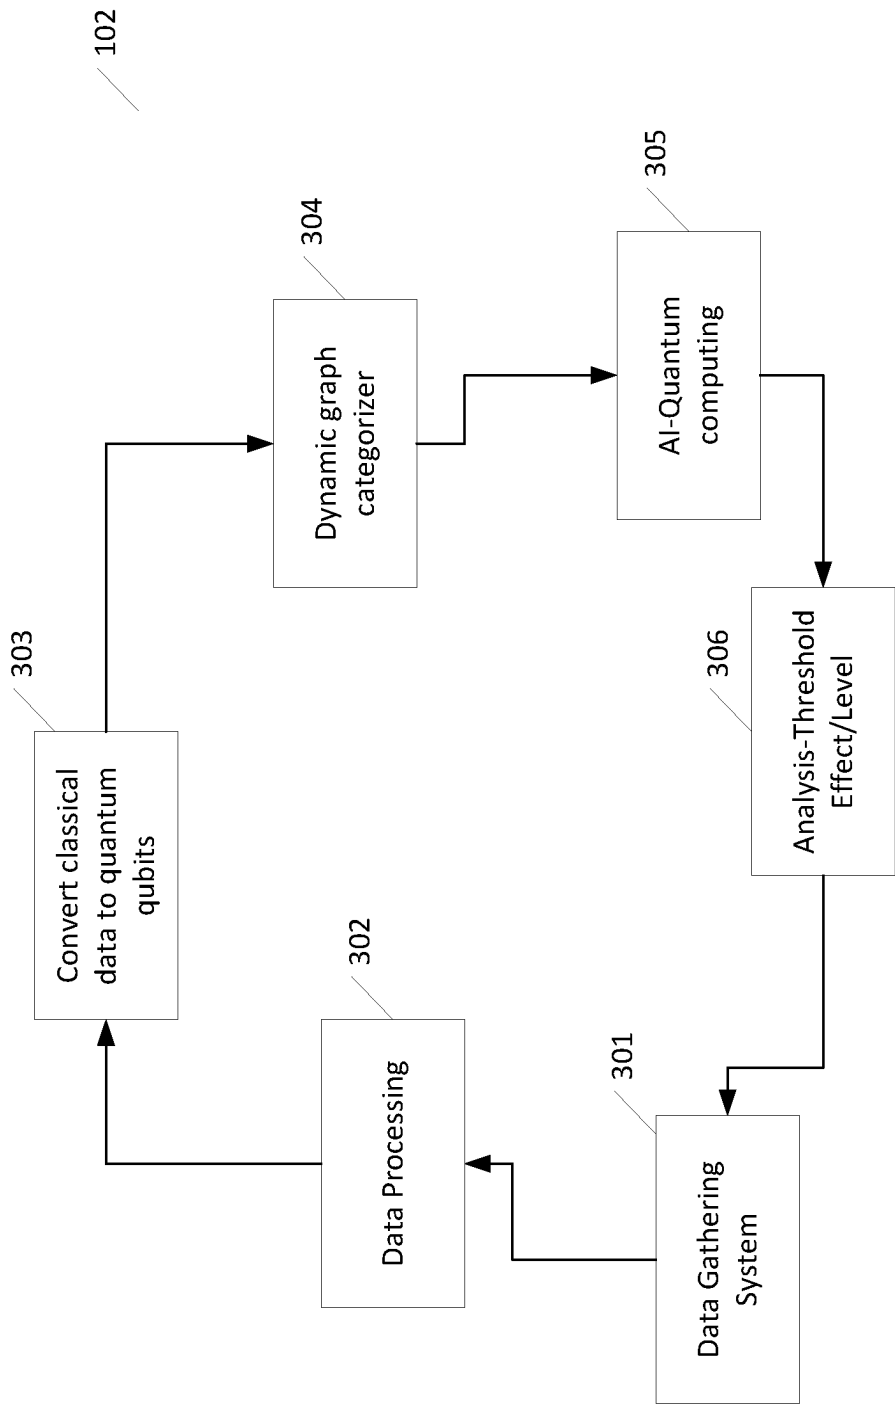 102
303
Convert classical
data to quantum
qubits
304
Dynamic graph
categorizer
302
Data Processing
305
AI-Quantum
computing
301
Data Gathering
System
306
Analysis-Threshold
Effect/Level